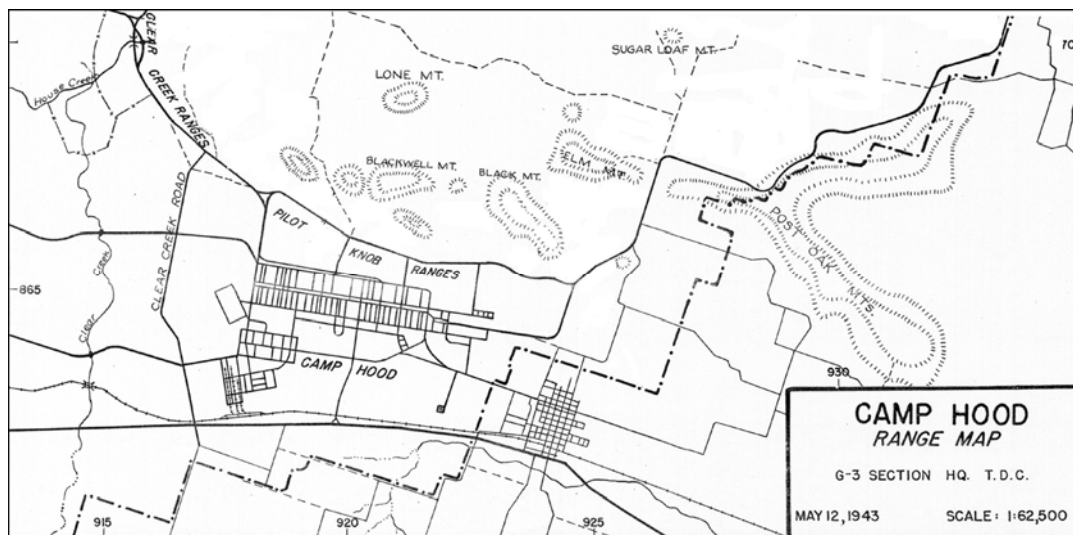 CLEAR
CREEK RANGES
House Creek
SUGAR LOAF MT.
LONE MT.
BLACKWELL MT.
ELM MT.
BLACK MT.
CLEAR CREEK ROAD
PILOT
KNOB
RANGES
POST OAK MTS.
865
Clear
Creek
CAMP HOOD
930
915
920
925
CAMP HOOD
RANGE MAP
G-3 SECTION HQ. T.D.C.
MAY 12, 1943 SCALE: 1:62,500